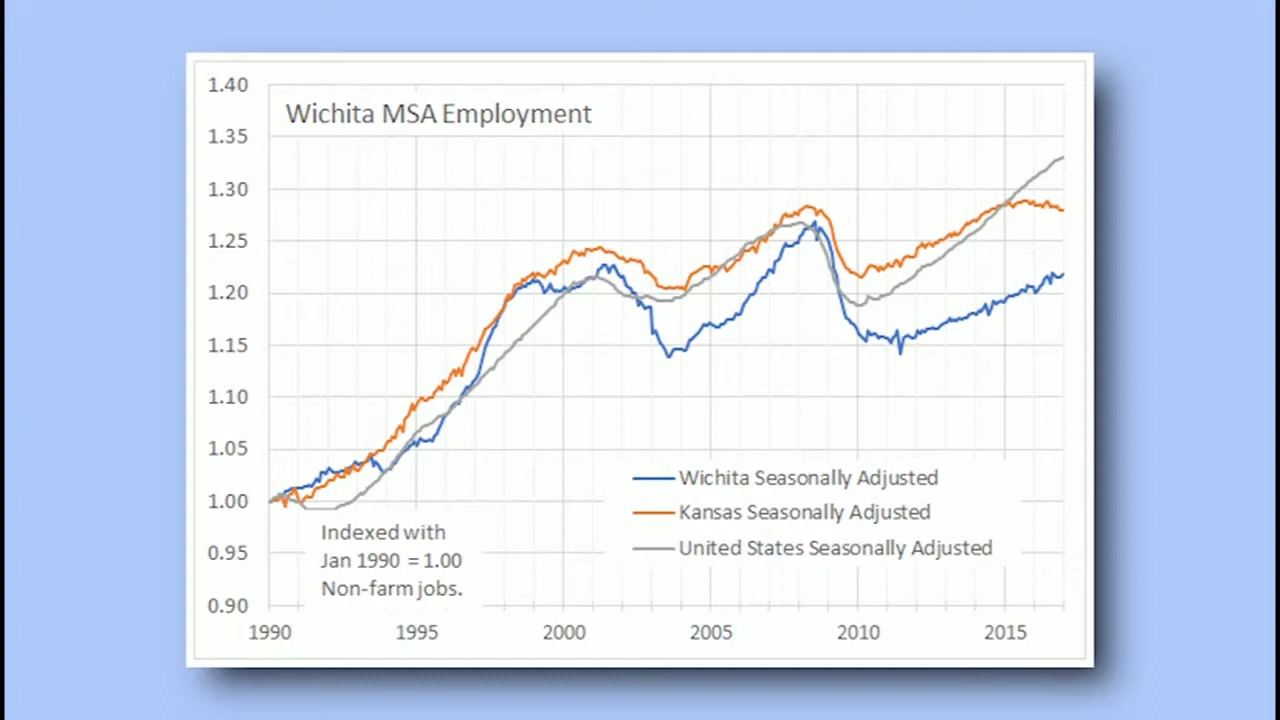 Wichita MSA Employment
1.40
1.35
1.30
1.25
1.20
1.15
1.10
1.05
1.00
0.95
0.90
Wichita Seasonally Adjusted
Kansas Seasonally Adjusted
United States Seasonally Adjusted
Indexed with
Jan 1990 = 1.00
Non-farm jobs.
1990 1995 2000 2005 2010 2015